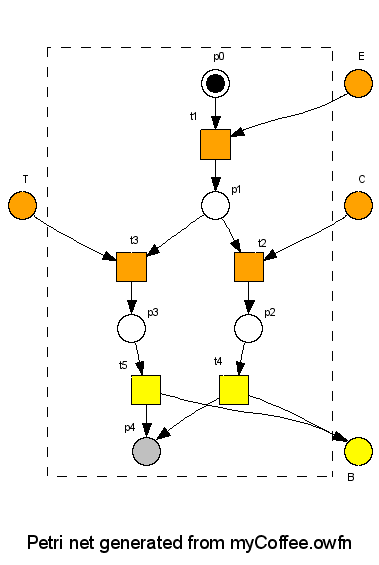 p0
E
t1
T
p1
C
t3
t2
p3
p2
t5
t4
p4
B
Petri net generated from myCoffee.owfn